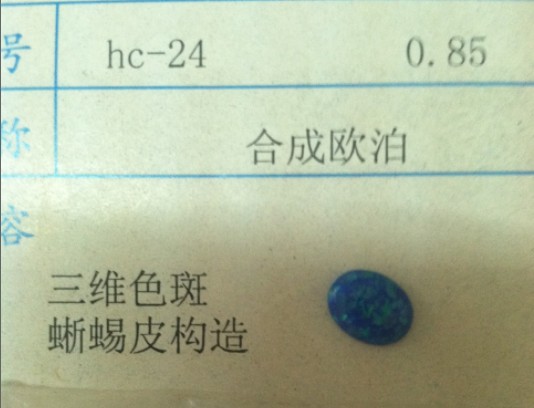 号 hc-24 0.85
称 合成欧泊
容
三维色斑
蜥蜴皮构造